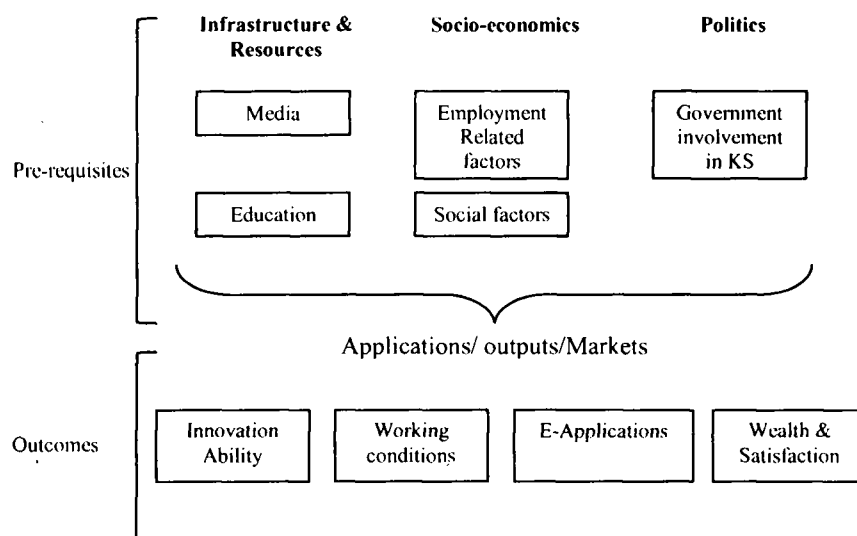 Infrastructure & Resources
Socio-economics
Politics
Pre-requisites
Media
Employment
Related
factors
Government
involvement
in KS
Education
Social factors
Applications/ outputs/Markets
Outcomes
Innovation
Ability
Working
conditions
E-Applications
Wealth &
Satisfaction